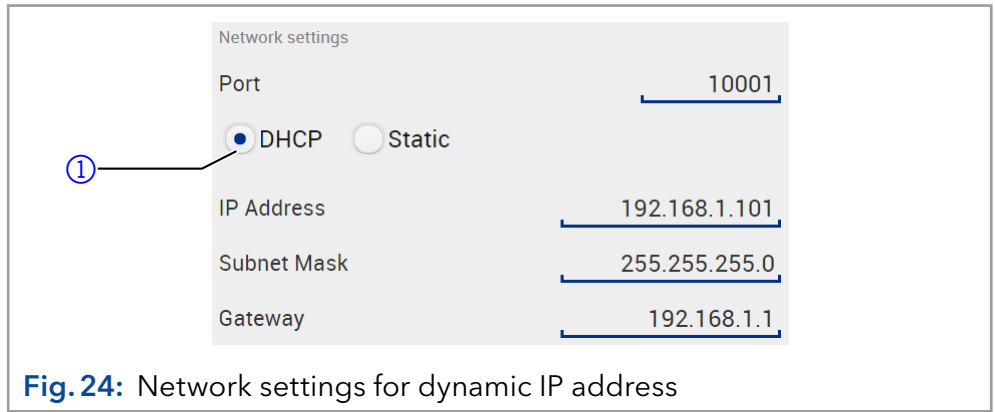 Network settings
Port 10001
DHCP Static
①
IP Address 192.168.1.101
Subnet Mask 255.255.255.0
Gateway 192.168.1.1
Fig. 24: Network settings for dynamic IP address